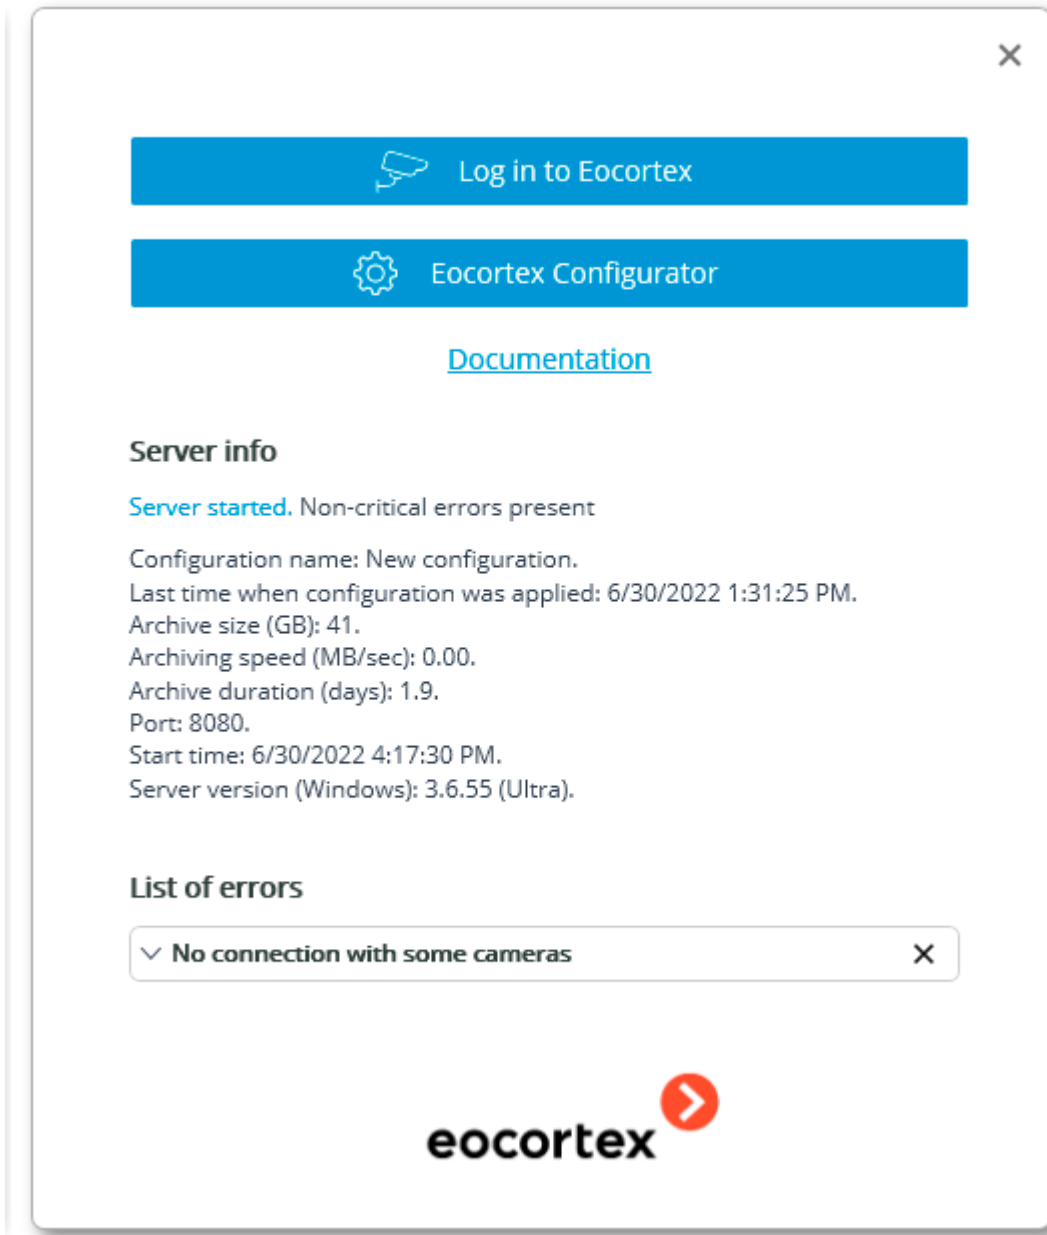 Log in to Eocortex
Eocortex Configurator
Documentation
Server info
Server started. Non-critical errors present
Configuration name: New configuration.
Last time when configuration was applied: 6/30/2022 1:31:25 PM.
Archive size (GB): 41.
Archiving speed (MB/sec): 0.00.
Archive duration (days): 1.9.
Port: 8080.
Start time: 6/30/2022 4:17:30 PM.
Server version (Windows): 3.6.55 (Ultra).
List of errors
No connection with some cameras
eocortex